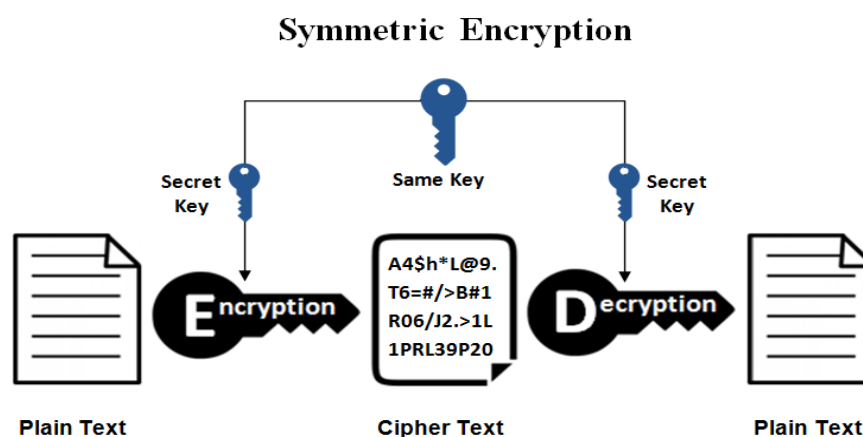 Symmetric Encryption
Secret
Key
Same Key
Secret
Key
Encryption
A4$h*L@9.
T6=#/>B#1
R06/J2.>1L
1PRL39P20
Decryption
Plain Text
Cipher Text
Plain Text